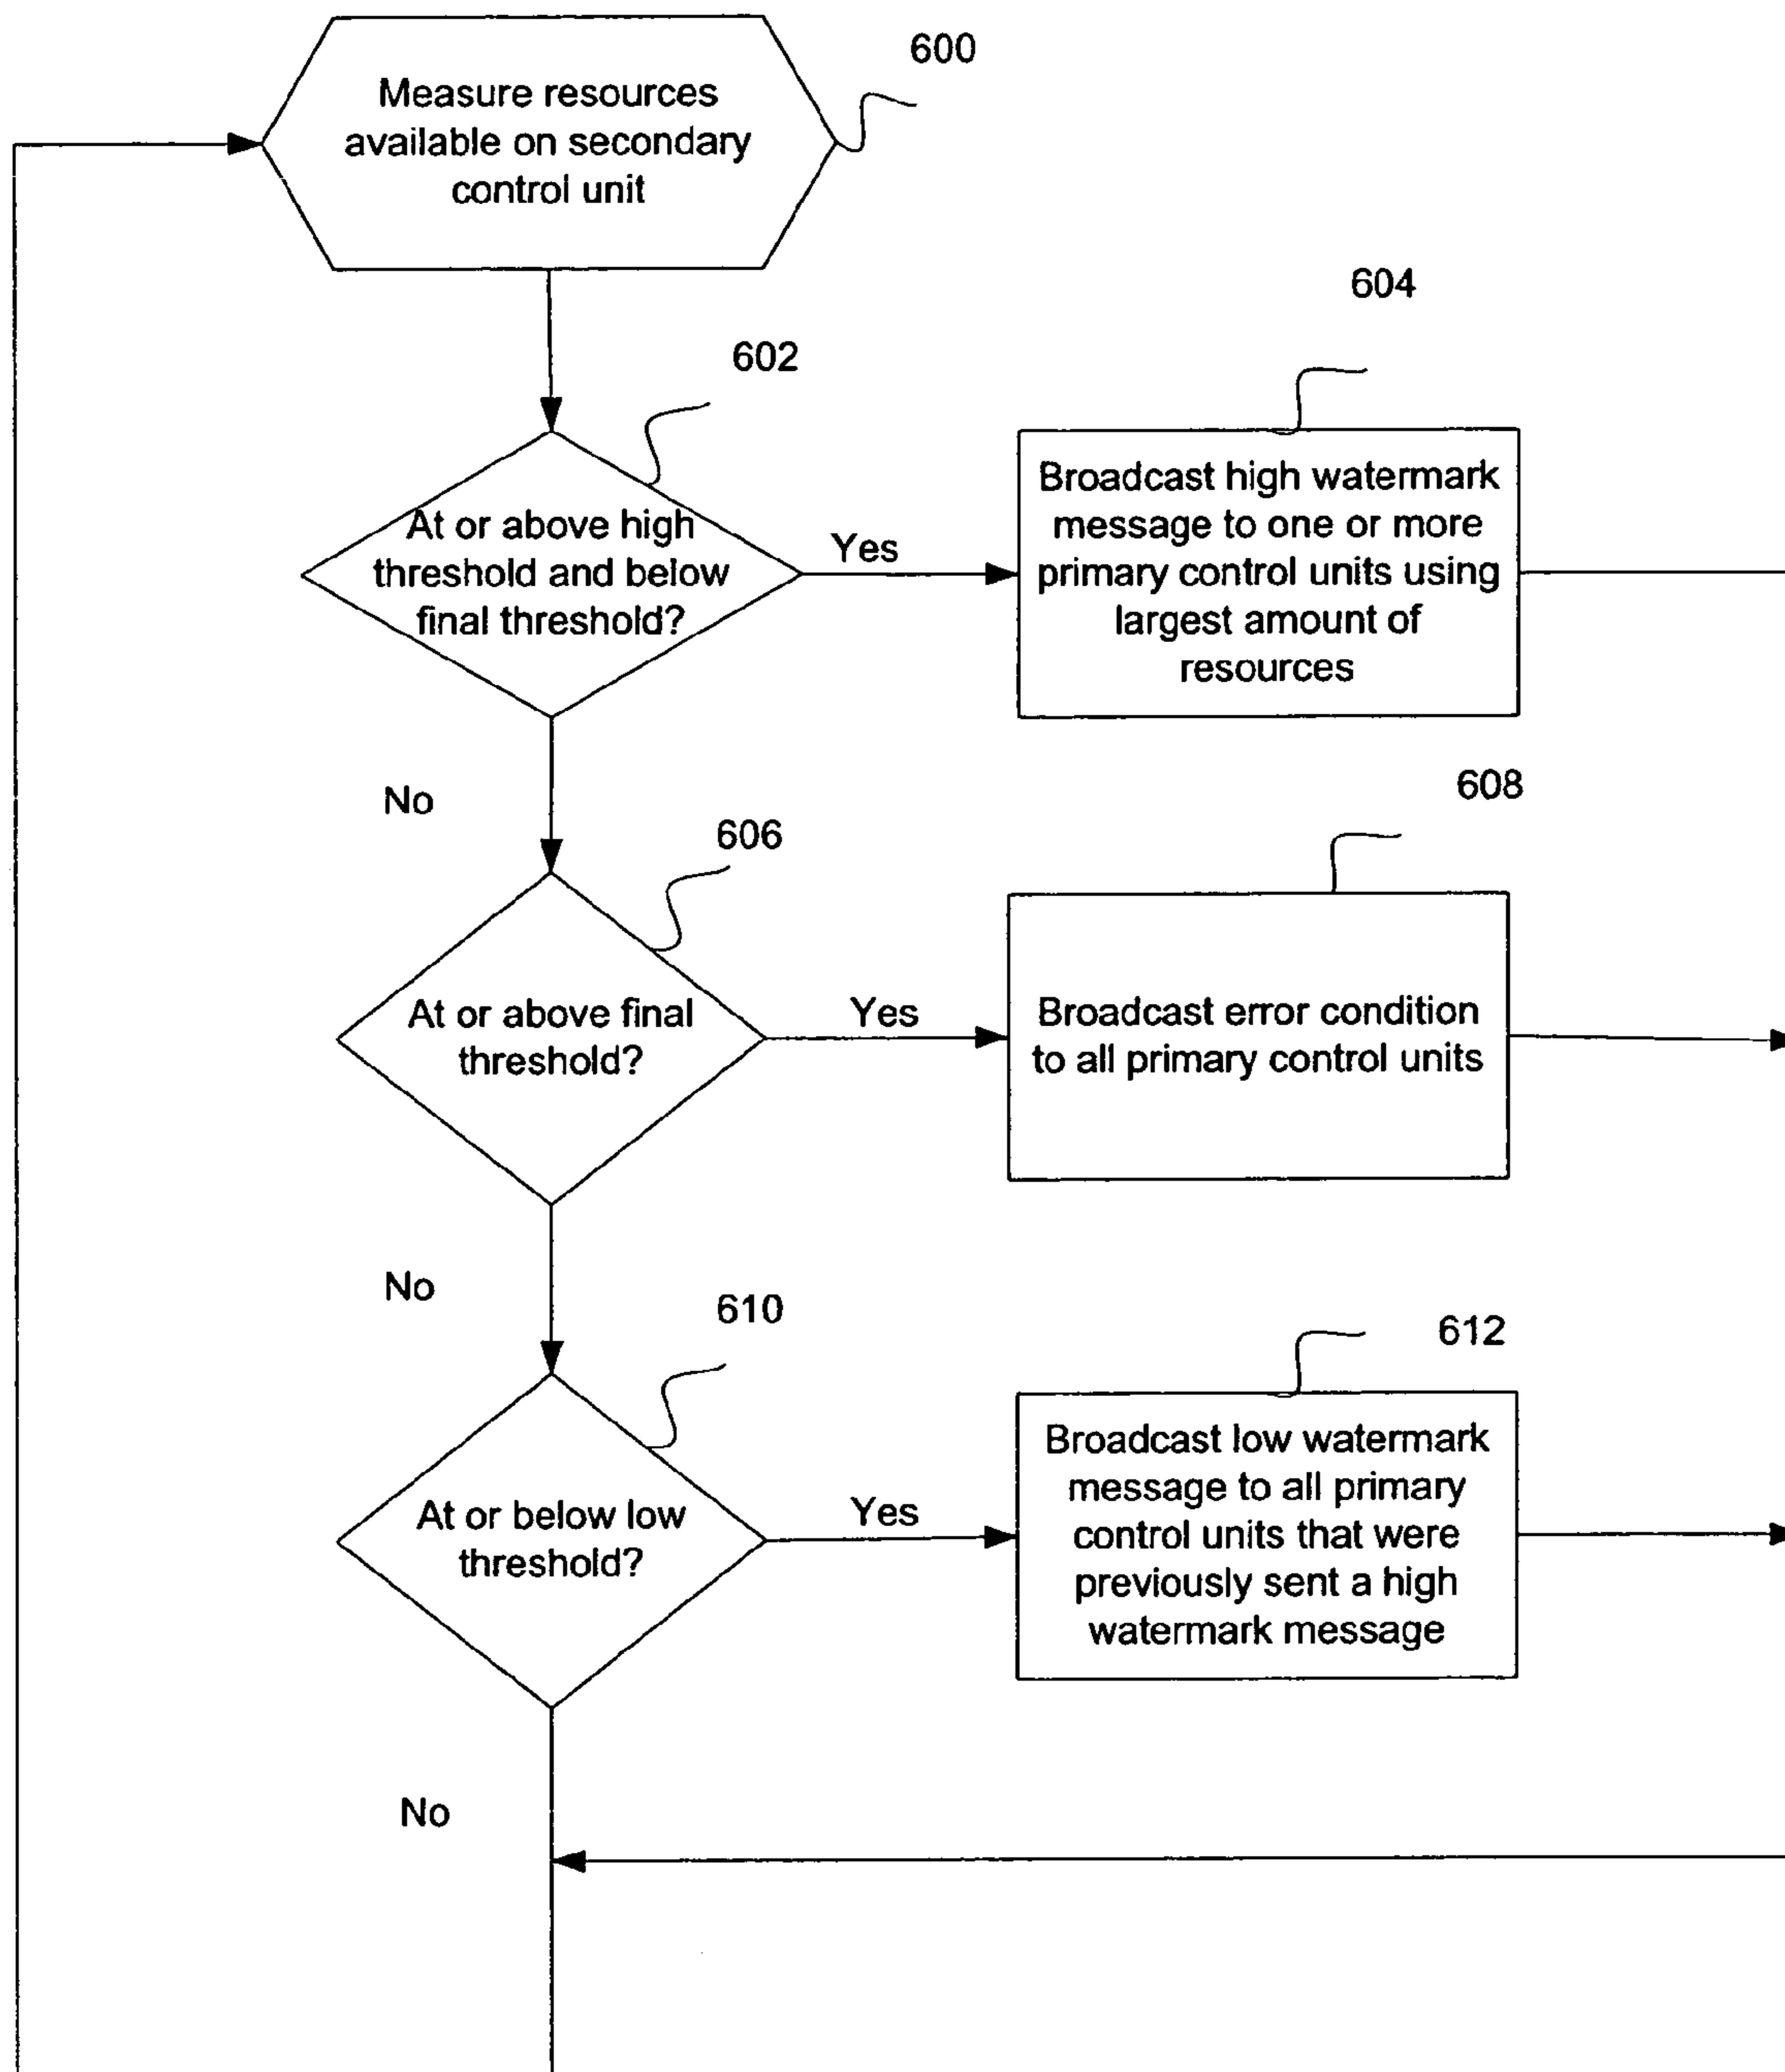 600
Measure resources
available on secondary
control unit
602
At or above high
threshold and below
final threshold?
Yes
604
Broadcast high watermark
message to one or more
primary control units using
largest amount of
resources
No
606
At or above final
threshold?
Yes
608
Broadcast error condition
to all primary control units
No
610
At or below low
threshold?
Yes
612
Broadcast low watermark
message to all primary
control units that were
previously sent a high
watermark message
No